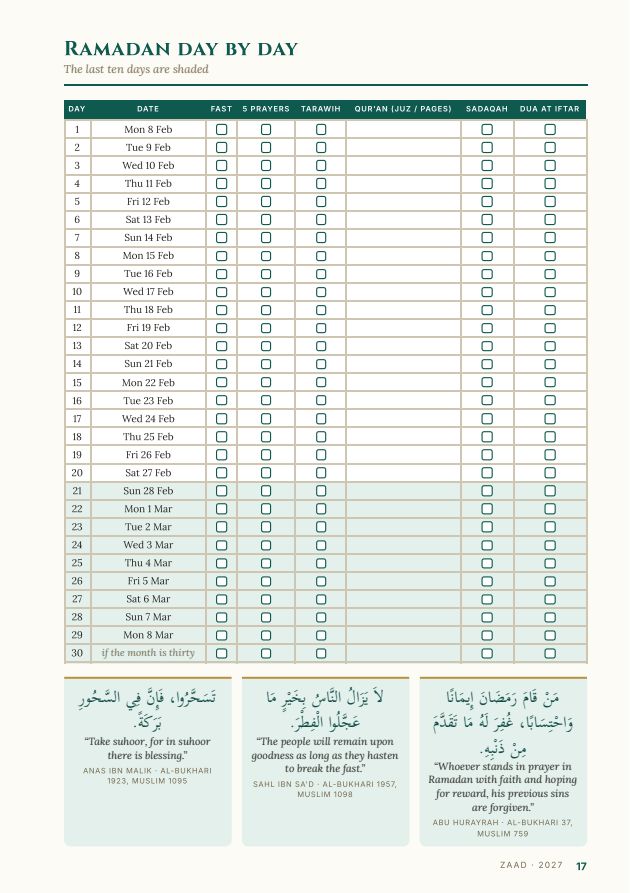 RAMADAN DAY BY DAY
The last ten days are shaded
DAY DATE FAST 5 PRAYERS TARAWIH QUR'AN (JUZ / PAGES) SADAQAH DUA AT IFTAR
1 Mon 8 Feb
2 Tue 9 Feb
3 Wed 10 Feb
4 Thu 11 Feb
5 Fri 12 Feb
6 Sat 13 Feb
7 Sun 14 Feb
8 Mon 15 Feb
9 Tue 16 Feb
10 Wed 17 Feb
11 Thu 18 Feb
12 Fri 19 Feb
13 Sat 20 Feb
14 Sun 21 Feb
15 Mon 22 Feb
16 Tue 23 Feb
17 Wed 24 Feb
18 Thu 25 Feb
19 Fri 26 Feb
20 Sat 27 Feb
21 Sun 28 Feb
22 Mon 1 Mar
23 Tue 2 Mar
24 Wed 3 Mar
25 Thu 4 Mar
26 Fri 5 Mar
27 Sat 6 Mar
28 Sun 7 Mar
29 Mon 8 Mar
30 if the month is thirty
تَسَحَّرُوا، فَإِنَّ فِي السَّحُورِ
بَرَكَةً.
“Take suhoor, for in suhoor
there is blessing.”
ANAS IBN MALIK · AL-BUKHARI
1923, MUSLIM 1095
لاَ يَزَالُ النَّاسُ بِخَيْرٍ مَا
عَجَّلُوا الْفِطْرَ.
“The people will remain upon
goodness as long as they hasten
to break the fast.”
SAHL IBN SA'D · AL-BUKHARI 1957,
MUSLIM 1098
مَنْ قَامَ رَمَضَانَ إِيمَانًا
وَاحْتِسَابًا، غُفِرَ لَهُ مَا تَقَدَّمَ
مِنْ ذَنْبِهِ.
“Whoever stands in prayer in
Ramadan with faith and hoping
for reward, his previous sins
are forgiven.”
ABU HURAYRAH · AL-BUKHARI 37,
MUSLIM 759
ZAAD · 2027 17